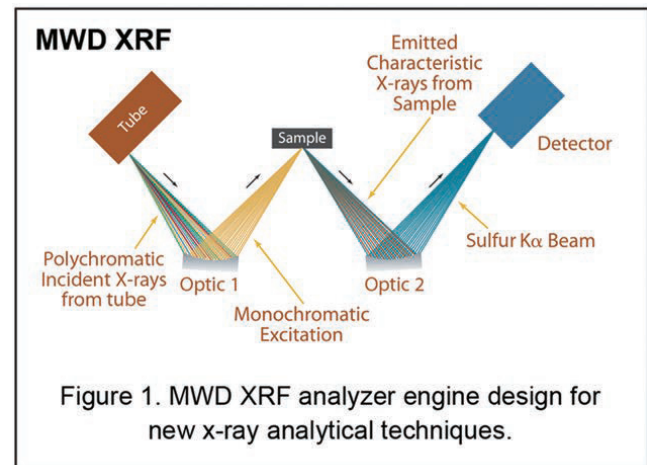 MWD XRF
Tube
Emitted
Characteristic
X-rays from
Sample
Sample
Detector
Polychromatic
Incident X-rays
from tube
Optic 1
Monochromatic
Excitation
Optic 2
Sulfur Kα Beam
Figure 1. MWD XRF analyzer engine design for
new x-ray analytical techniques.